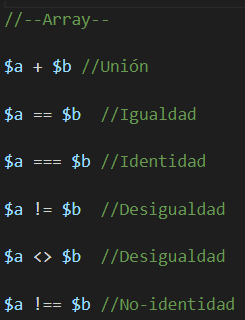 //--Array--
$a + $b //Unión
$a == $b  //Igualdad
$a === $b //Identidad
$a != $b  //Desigualdad
$a <> $b  //Desigualdad
$a !== $b //No-identidad